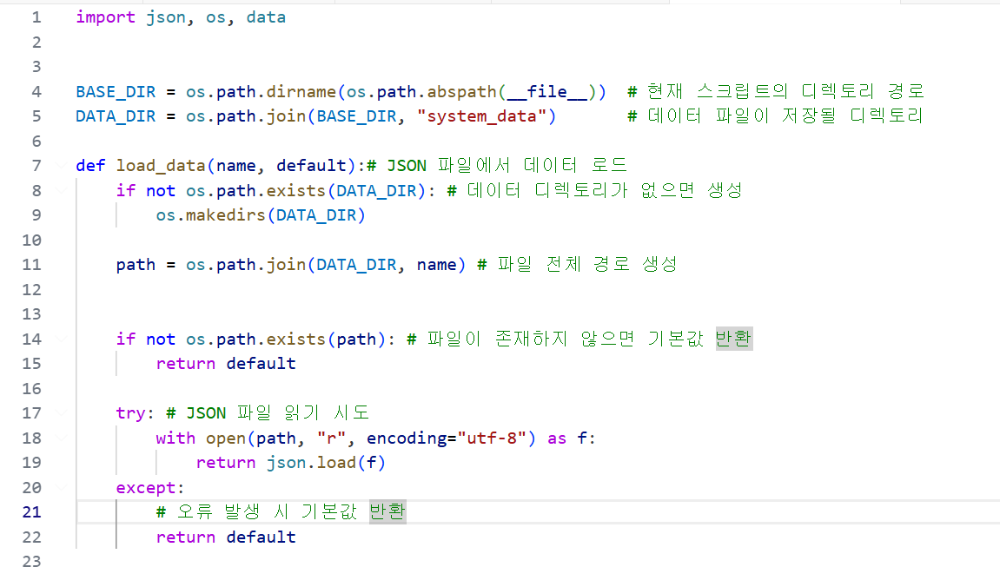 1 import json, os, data
2
3
4 BASE_DIR = os.path.dirname(os.path.abspath(__file__))  # 현재 스크립트의 디렉토리 경로
5 DATA_DIR = os.path.join(BASE_DIR, "system_data")       # 데이터 파일이 저장될 디렉토리
6
7 def load_data(name, default):# JSON 파일에서 데이터 로드
8     if not os.path.exists(DATA_DIR): # 데이터 디렉토리가 없으면 생성
9         os.makedirs(DATA_DIR)
10
11     path = os.path.join(DATA_DIR, name) # 파일 전체 경로 생성
12
13
14     if not os.path.exists(path): # 파일이 존재하지 않으면 기본값 반환
15         return default
16
17     try: # JSON 파일 읽기 시도
18         with open(path, "r", encoding="utf-8") as f:
19             return json.load(f)
20     except:
21         # 오류 발생 시 기본값 반환
22         return default
23